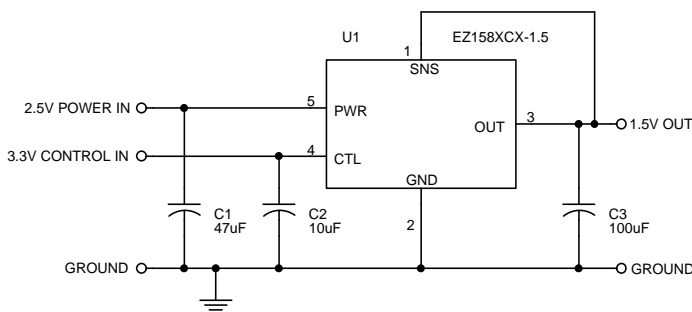 U1
EZ158XCX-1.5
1
SNS
2.5V POWER IN
5
PWR
3
OUT
1.5V OUT
3.3V CONTROL IN
4
CTL
GND
2
C1
47uF
C2
10uF
C3
100uF
GROUND
GROUND